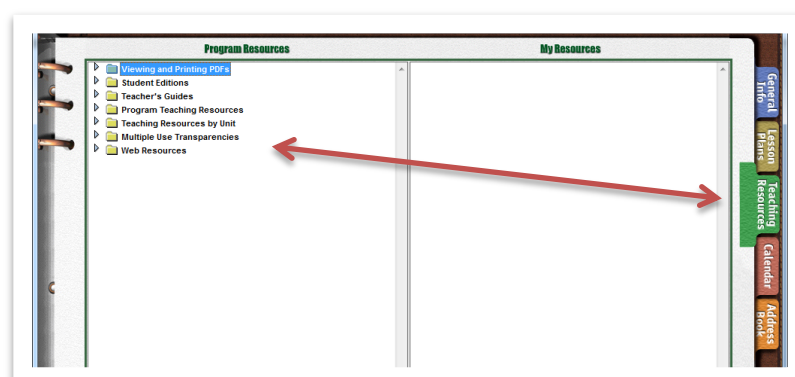 Program Resources
My Resources
Viewing and Printing PDFs
Student Editions
Teacher's Guides
Program Teaching Resources
Teaching Resources by Unit
Multiple Use Transparencies
Web Resources
General
Info
Lesson
Plans
Teaching
Resources
Calendar
Address
Book